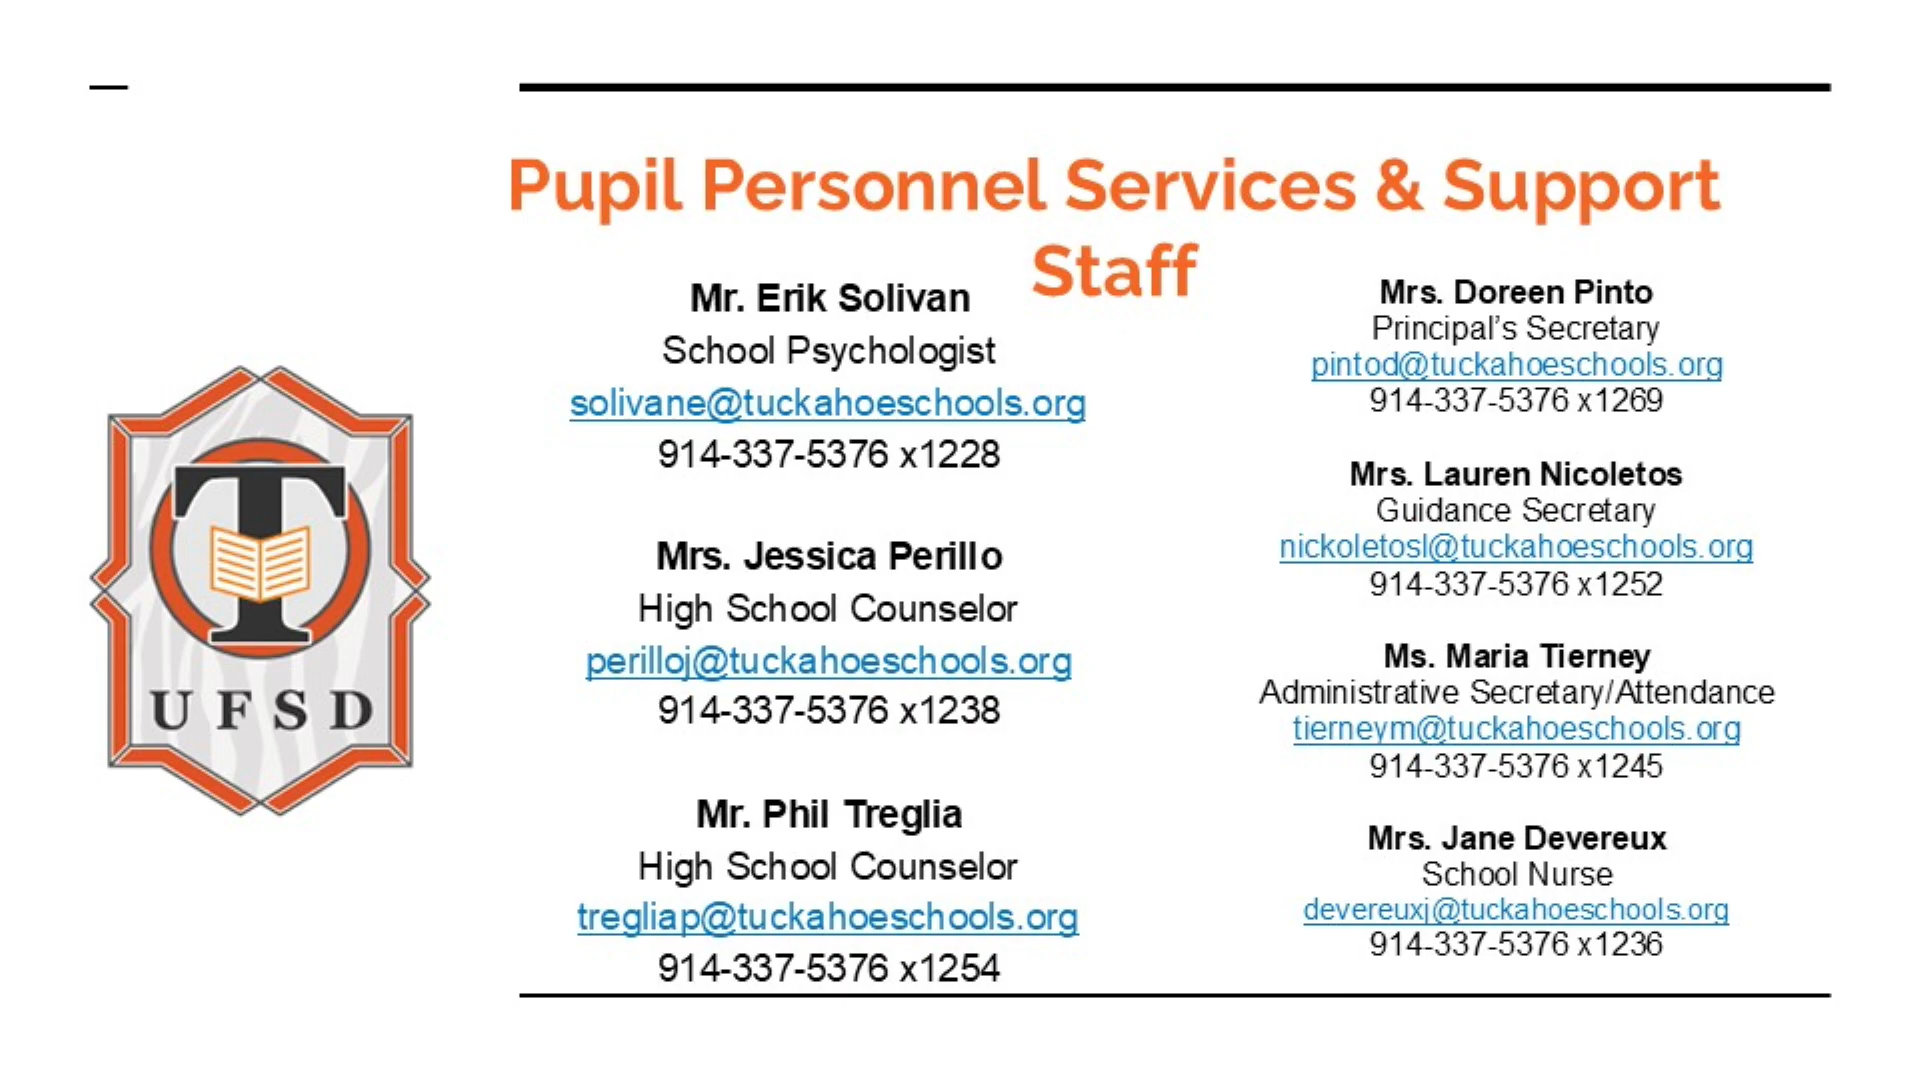 Pupil Personnel Services & Support
Staff
Mr. Erik Solivan
School Psychologist
solivane@tuckahoeschools.org
914-337-5376 x1228
Mrs. Jessica Perillo
High School Counselor
perilloj@tuckahoeschools.org
914-337-5376 x1238
Mr. Phil Treglia
High School Counselor
tregliap@tuckahoeschools.org
914-337-5376 x1254
Mrs. Doreen Pinto
Principal’s Secretary
pintod@tuckahoeschools.org
914-337-5376 x1269
Mrs. Lauren Nicoletos
Guidance Secretary
nickoletosl@tuckahoeschools.org
914-337-5376 x1252
Ms. Maria Tierney
Administrative Secretary/Attendance
tierneym@tuckahoeschools.org
914-337-5376 x1245
Mrs. Jane Devereux
School Nurse
devereuxj@tuckahoeschools.org
914-337-5376 x1236
T
UFSD